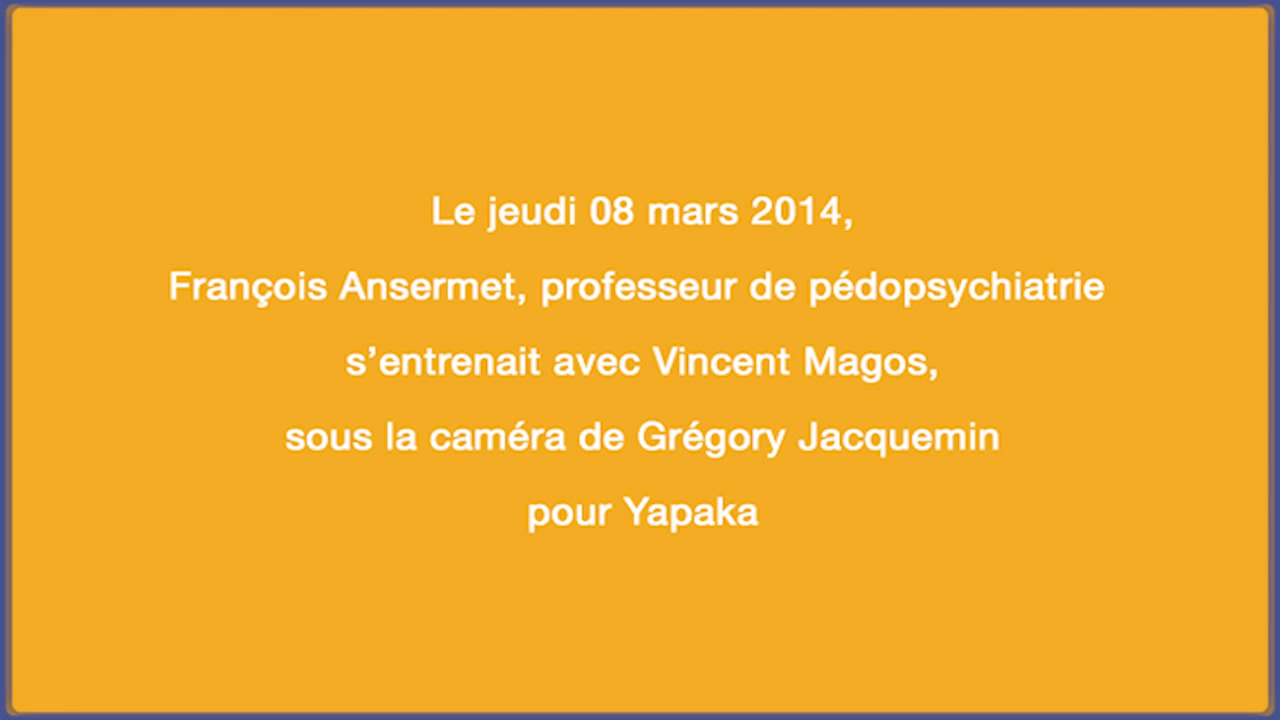 Le jeudi 08 mars 2014,
François Ansermet, professeur de pédopsychiatrie
s’entrenait avec Vincent Magos,
sous la caméra de Grégory Jacquemin
pour Yapaka